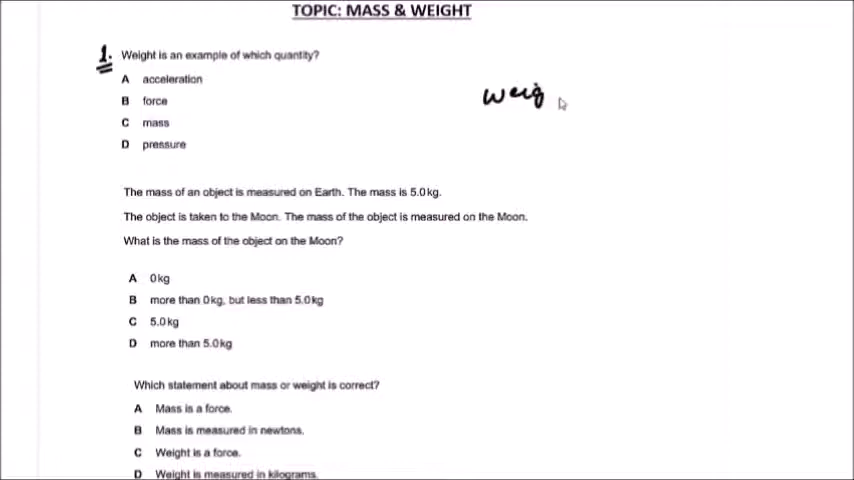 TOPIC: MASS & WEIGHT
1. Weight is an example of which quantity?
A acceleration
B force
weig
C mass
D pressure
The mass of an object is measured on Earth. The mass is 5.0 kg.
The object is taken to the Moon. The mass of the object is measured on the Moon.
What is the mass of the object on the Moon?
A 0 kg
B more than 0 kg, but less than 5.0 kg
C 5.0 kg
D more than 5.0 kg
Which statement about mass or weight is correct?
A Mass is a force.
B Mass is measured in newtons.
C Weight is a force.
D Weight is measured in kilograms.